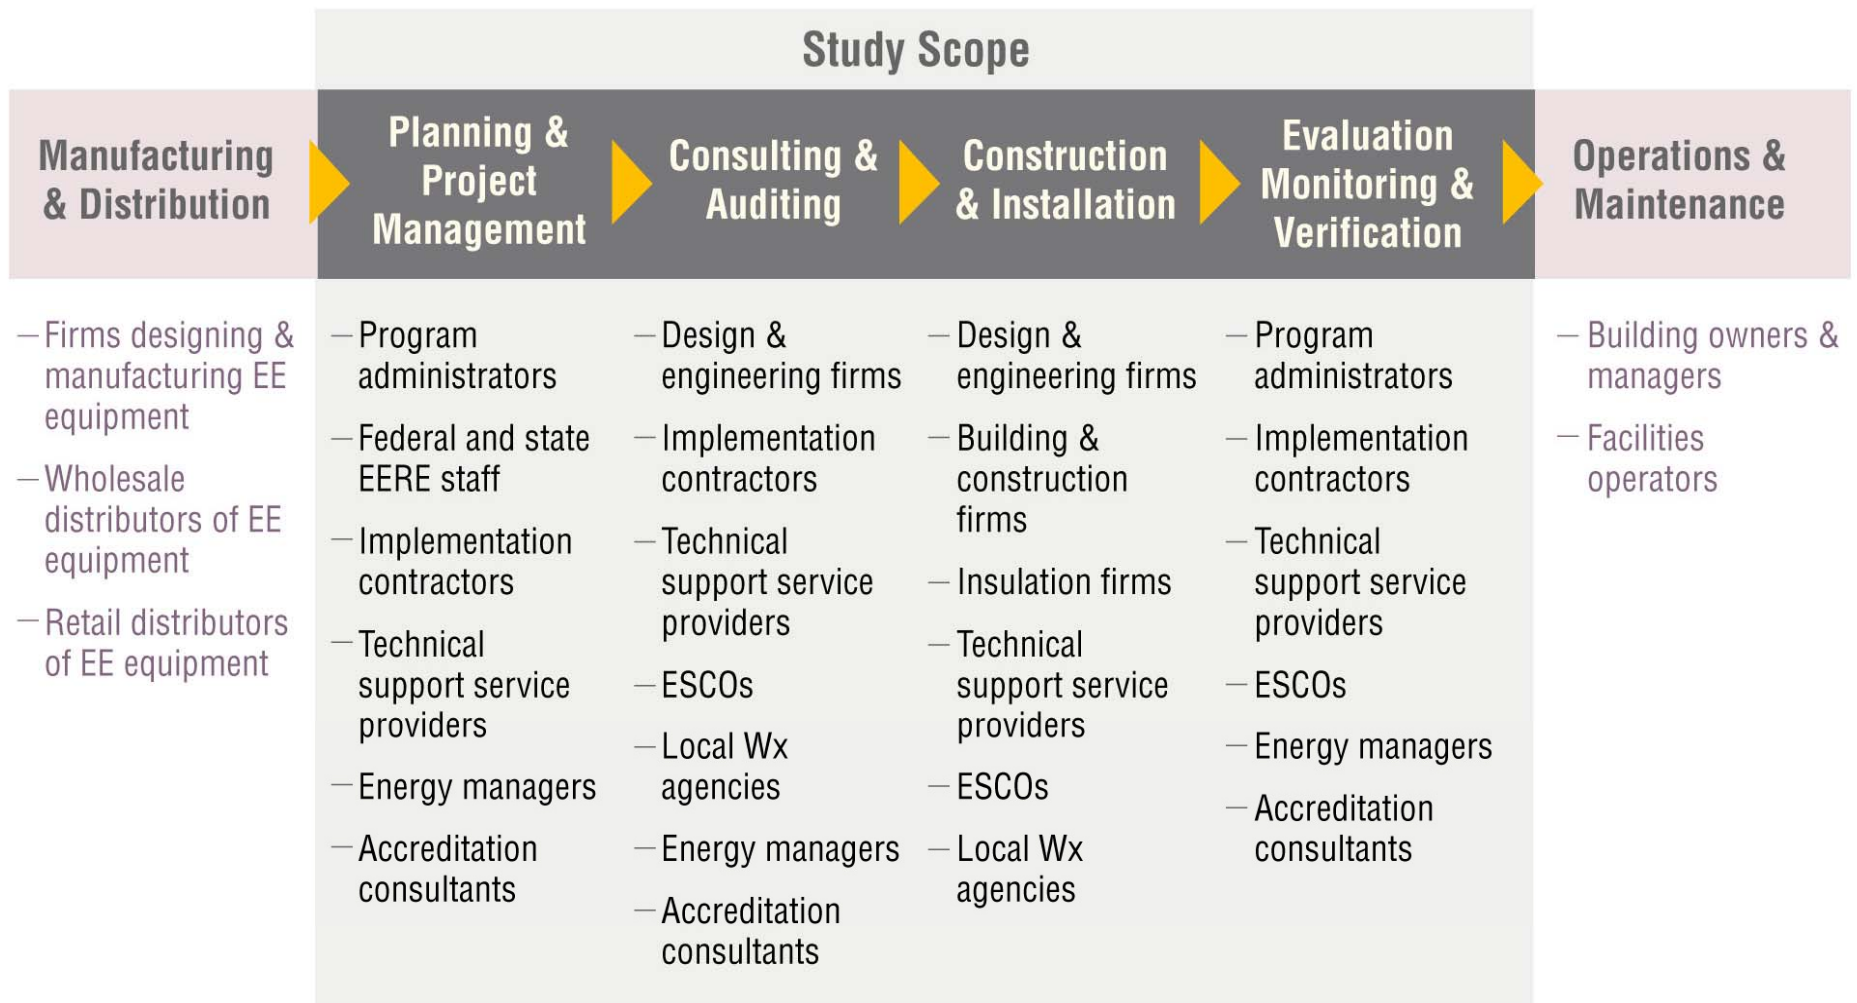 Study Scope
Manufacturing
& Distribution
Planning &
Project
Management
Consulting &
Auditing
Construction
& Installation
Evaluation
Monitoring &
Verification
Operations &
Maintenance
— Firms designing &
manufacturing EE
equipment
— Wholesale
distributors of EE
equipment
— Retail distributors
of EE equipment
— Program
administrators
— Federal and state
EERE staff
— Implementation
contractors
— Technical
support service
providers
— Energy managers
— Accreditation
consultants
— Design &
engineering firms
— Implementation
contractors
— Technical
support service
providers
— ESCOs
— Local Wx
agencies
— Energy managers
— Accreditation
consultants
— Design &
engineering firms
— Building &
construction
firms
— Insulation firms
— Technical
support service
providers
— ESCOs
— Local Wx
agencies
— Program
administrators
— Implementation
contractors
— Technical
support service
providers
— ESCOs
— Energy managers
— Accreditation
consultants
— Building owners &
managers
— Facilities
operators